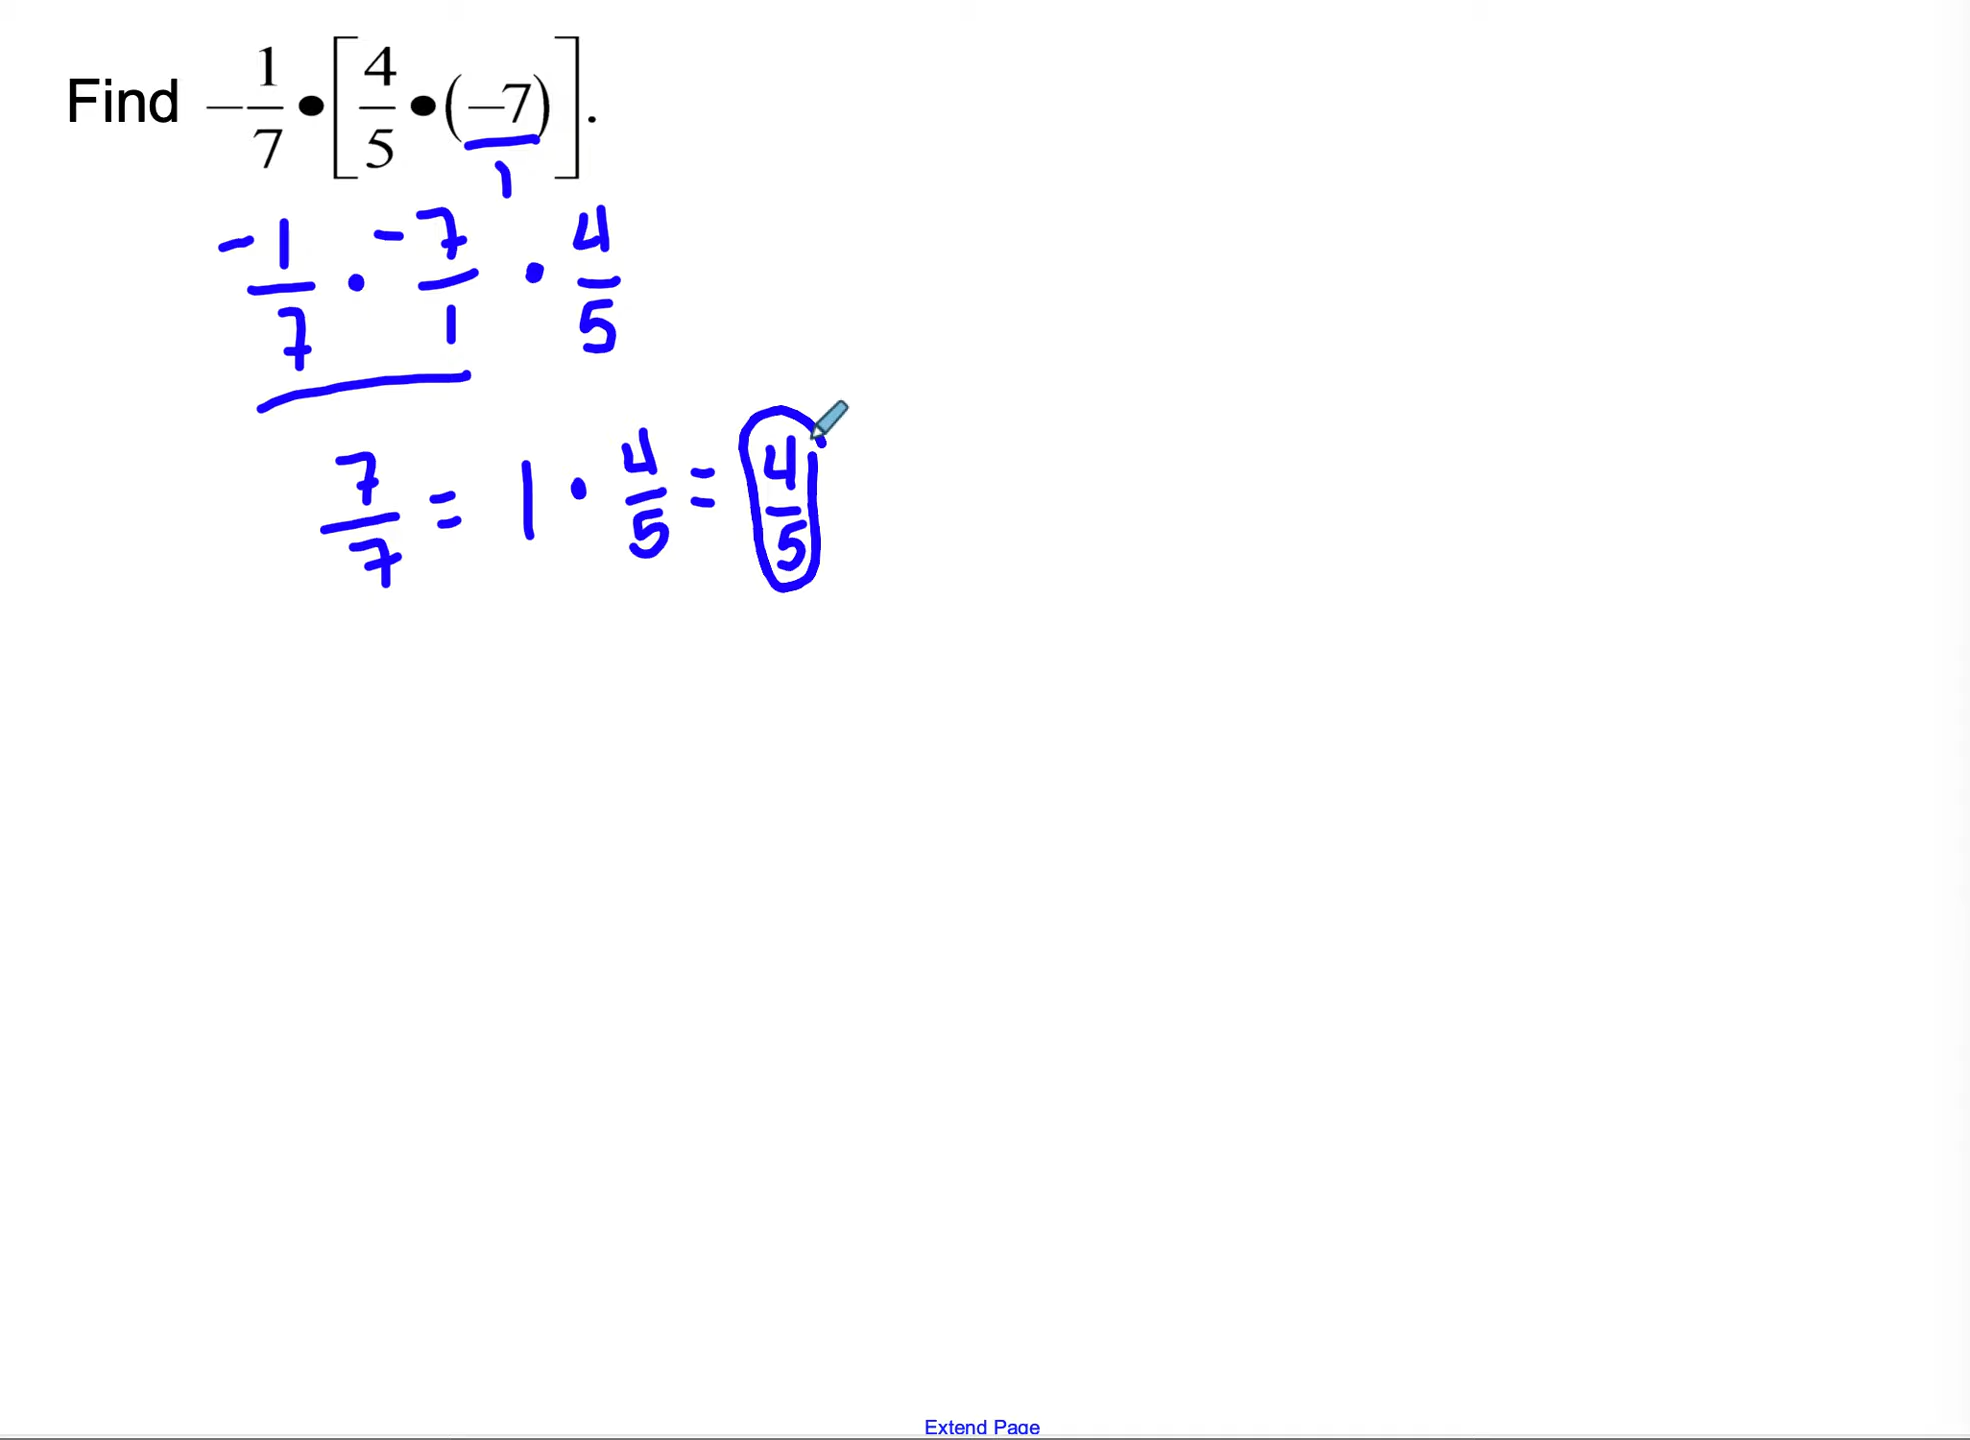 Find -1/7 • [4/5 • (-7)].
1
-1/7 · -7/1 · 4/5
7/7 = 1 · 4/5 = 4/5
Extend Page